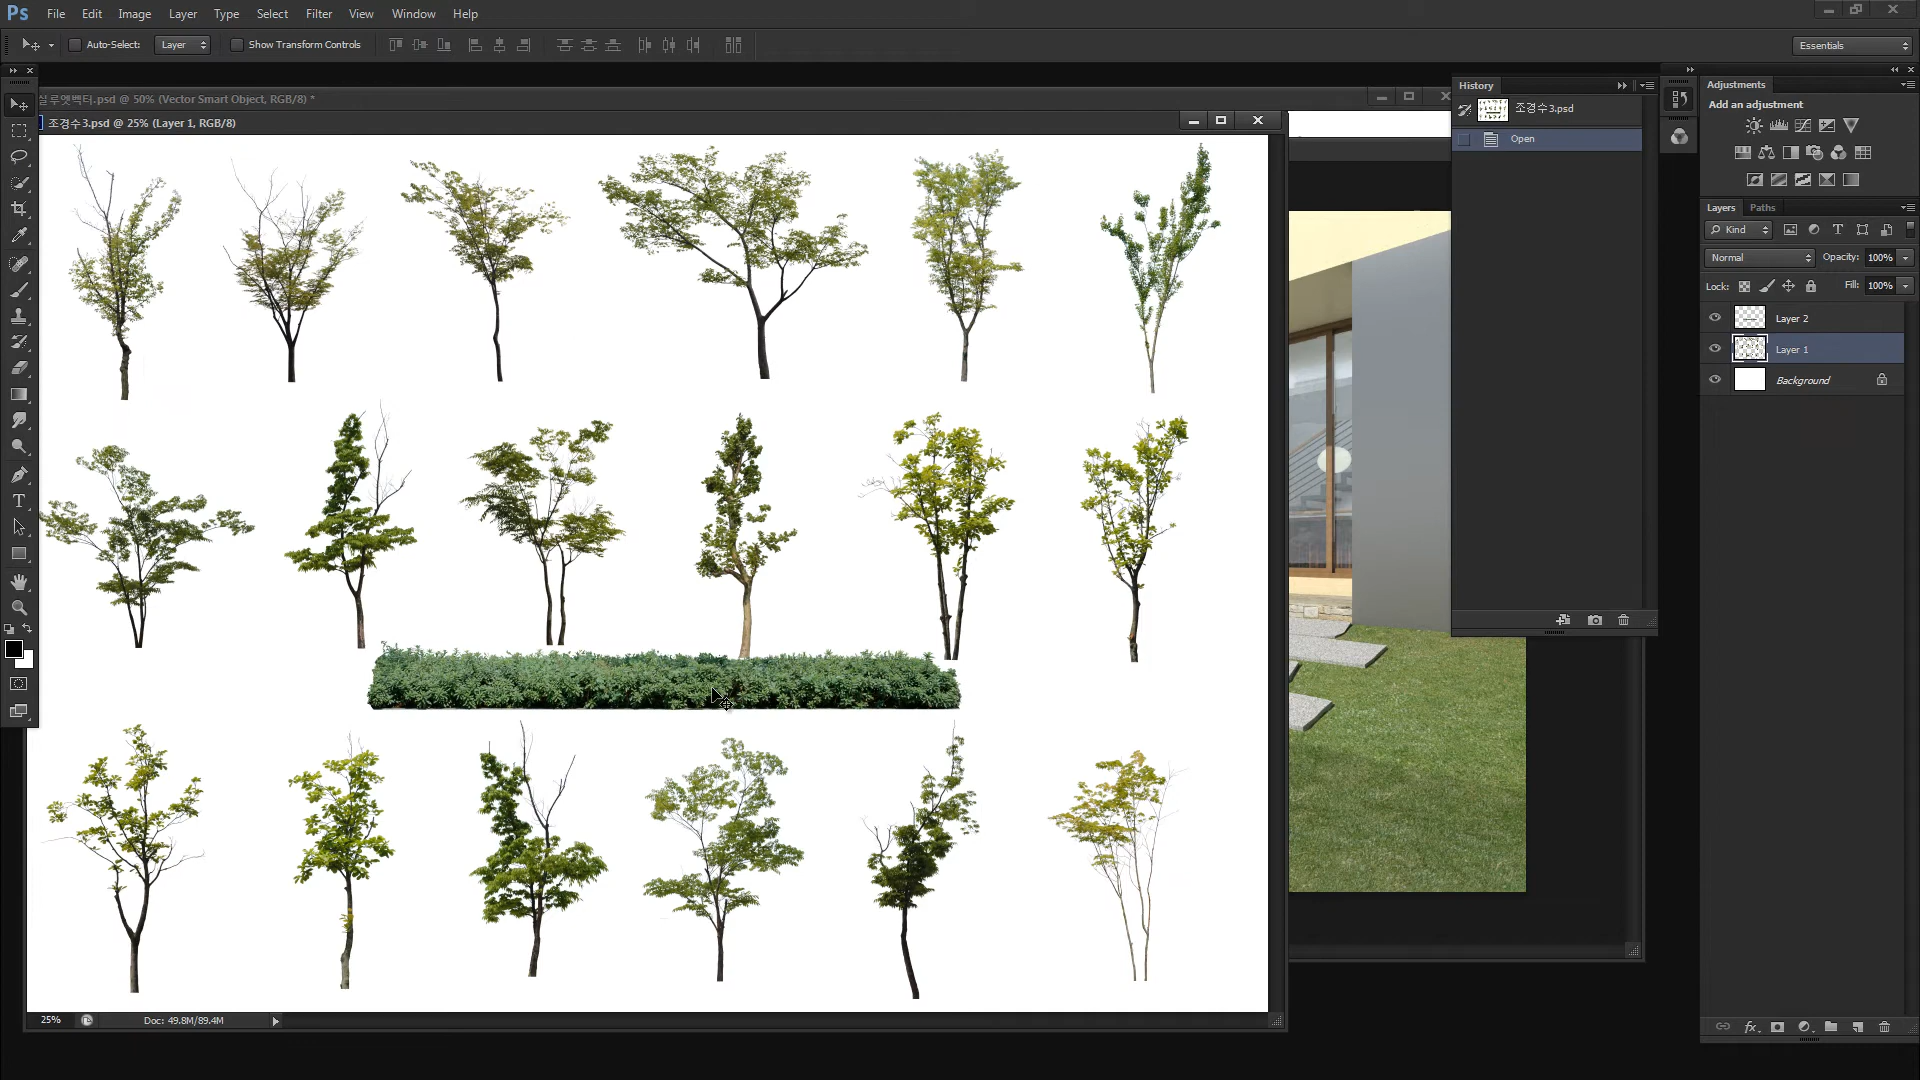 Ps File Edit Image Layer Type Select Filter Analysis View Window Help
Auto-Select: Layer Show Transform Controls Essentials
실루엣벡터.psd @ 50% (Vector Smart Object, RGB/8) *
조경수3.psd @ 25% (Layer 1, RGB/8)
History
조경수3.psd
Open
Adjustments
Add an adjustment
Layers Paths
Kind
Normal Opacity: 100%
Lock: Fill: 100%
Layer 2
Layer 1
Background
25% Doc: 49.8M/89.4M